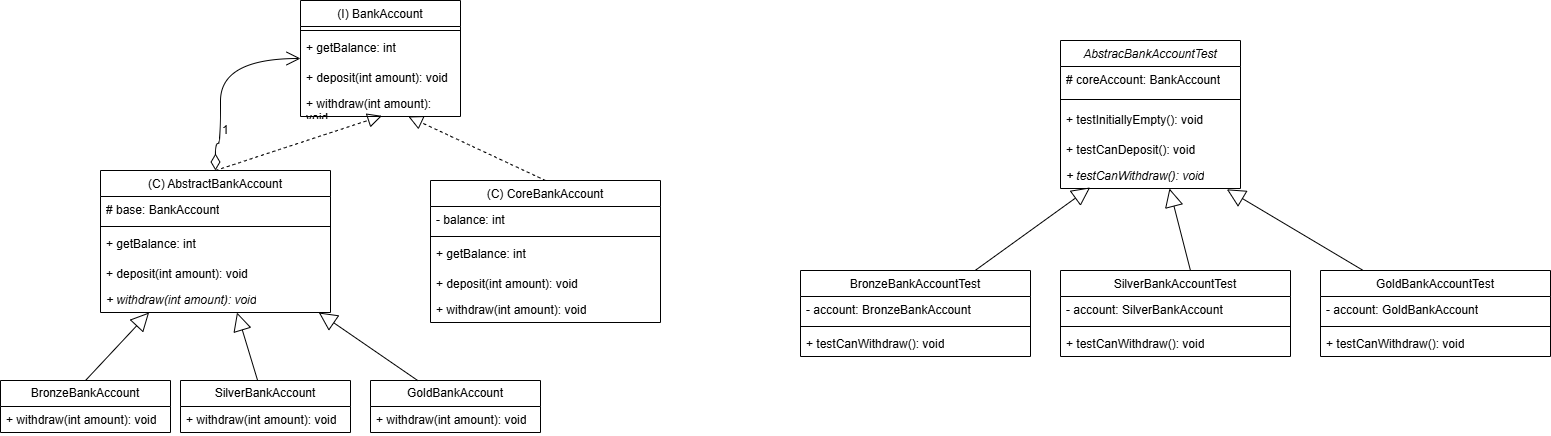 (I) BankAccount
+ getBalance: int
+ deposit(int amount): void
+ withdraw(int amount):
void
1
(C) AbstractBankAccount
# base: BankAccount
+ getBalance: int
+ deposit(int amount): void
+ withdraw(int amount): void
(C) CoreBankAccount
- balance: int
+ getBalance: int
+ deposit(int amount): void
+ withdraw(int amount): void
BronzeBankAccount
+ withdraw(int amount): void
SilverBankAccount
+ withdraw(int amount): void
GoldBankAccount
+ withdraw(int amount): void
AbstracBankAccountTest
# coreAccount: BankAccount
+ testInitiallyEmpty(): void
+ testCanDeposit(): void
+ testCanWithdraw(): void
BronzeBankAccountTest
- account: BronzeBankAccount
+ testCanWithdraw(): void
SilverBankAccountTest
- account: SilverBankAccount
+ testCanWithdraw(): void
GoldBankAccountTest
- account: GoldBankAccount
+ testCanWithdraw(): void